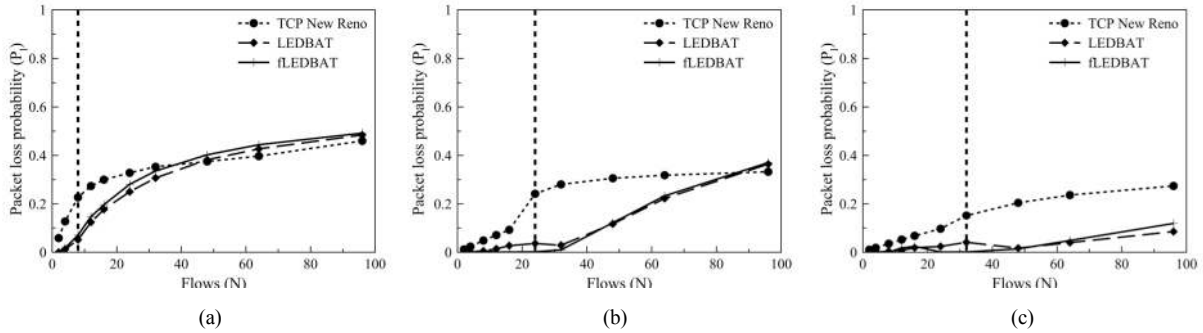 1
0.8
0.6
0.4
0.2
0
Packet loss probability (P_l)
TCP New Reno
LEDBAT
fLEDBAT
0 20 40 60 80 100
Flows (N)
(a)
1
0.8
0.6
0.4
0.2
0
Packet loss probability (P_l)
TCP New Reno
LEDBAT
fLEDBAT
0 20 40 60 80 100
Flows (N)
(b)
1
0.8
0.6
0.4
0.2
0
Packet loss probability (P_l)
TCP New Reno
LEDBAT
fLEDBAT
0 20 40 60 80 100
Flows (N)
(c)